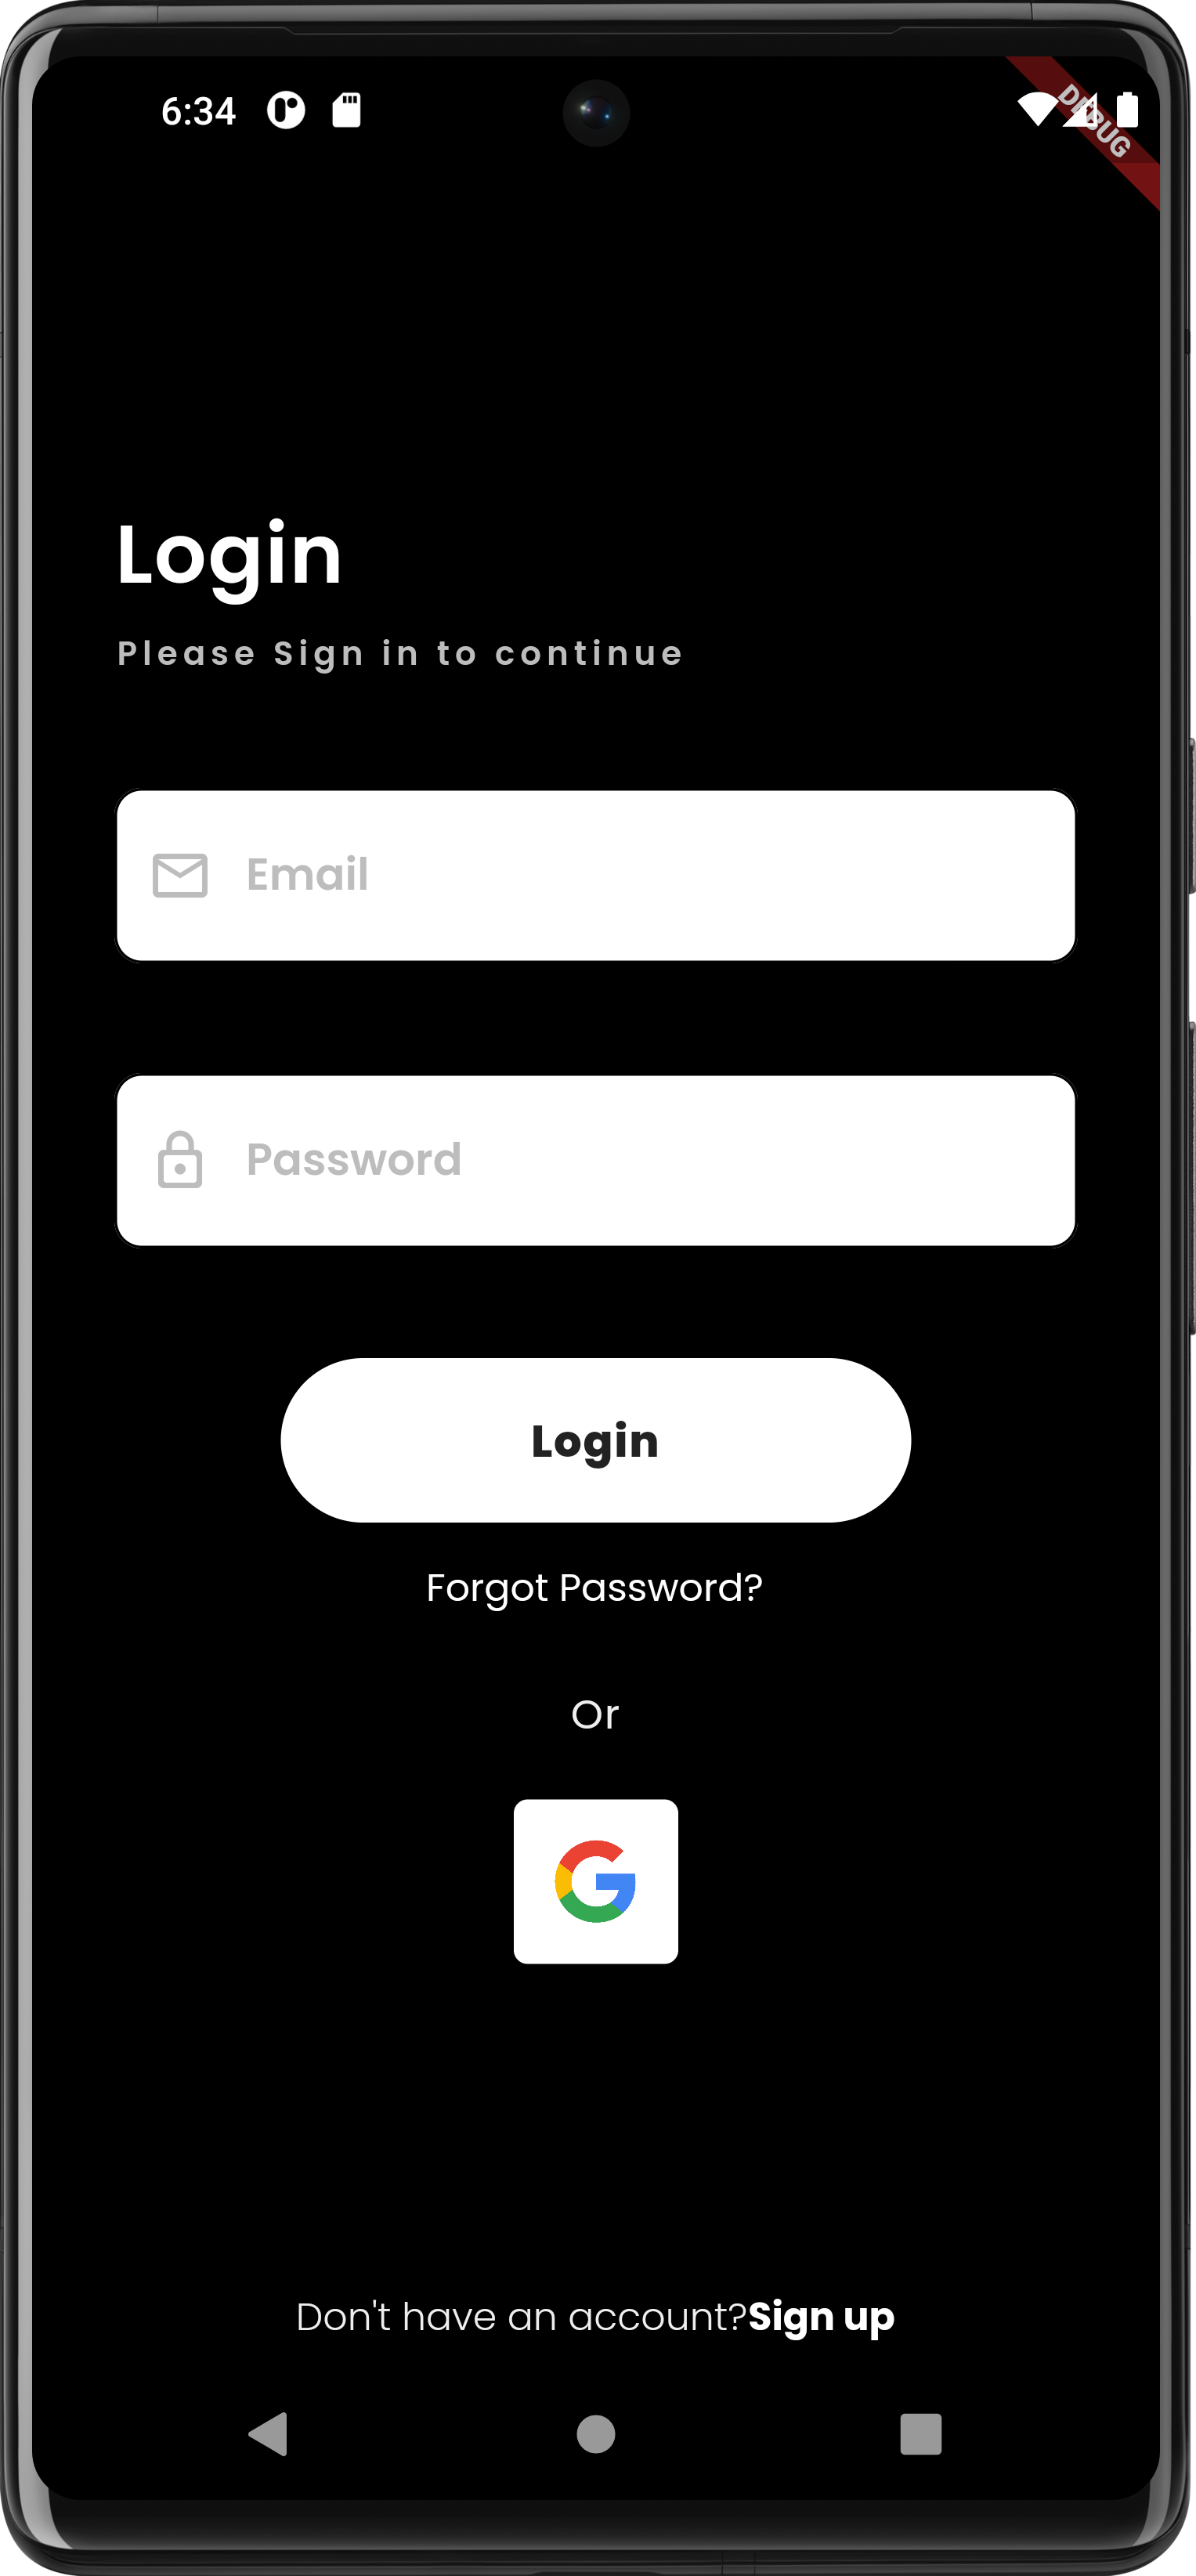 6:34
DEBUG
Login
Please Sign in to continue
Email
Password
Login
Forgot Password?
Or
Don't have an account?Sign up